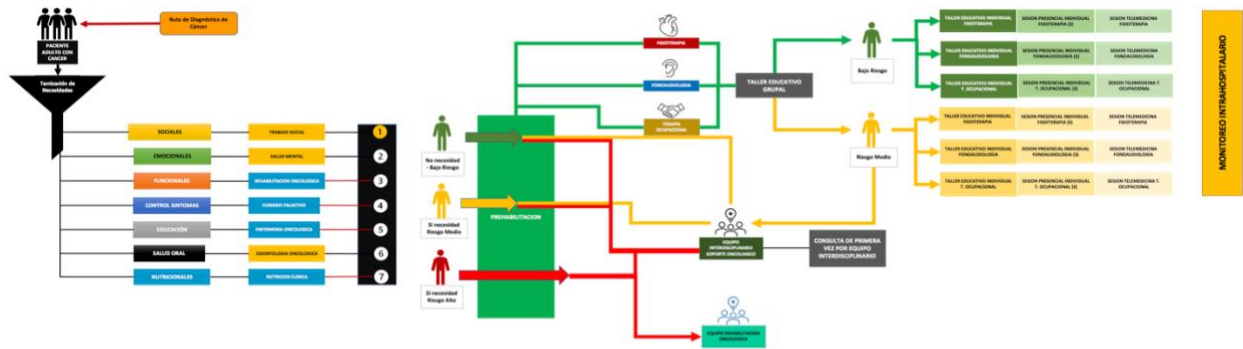 Ruta de Diagnóstico de
Cáncer
PACIENTE
ADULTO CON
CANCER
Tamización de
Necesidades
SOCIALES
TRABAJO SOCIAL
1
EMOCIONALES
SALUD MENTAL
2
FUNCIONALES
REHABILITACION ONCOLOGICA
3
CONTROL SINTOMAS
CUIDADO PALIATIVO
4
EDUCACIÓN
ENFERMERIA ONCOLOGICA
5
SALUD ORAL
ODONTOLOGIA ONCOLOGICA
6
NUTRICIONALES
NUTRICION CLINICA
7
No necesidad
- Bajo Riesgo
Si necesidad
Riesgo Medio
Si necesidad
Riesgo Alto
PREHABILITACION
FISIOTERAPIA
FONOAUDIOLOGIA
TERAPIA
OCUPACIONAL
TALLER EDUCATIVO
GRUPAL
EQUIPO
INTERDISCIPLINARIO
SOPORTE ONCOLOGICO
CONSULTA DE PRIMERA
VEZ POR EQUIPO
INTERDISCIPLINARIO
EQUIPO REHABILITACION
ONCOLOGICA
Bajo Riesgo
Riesgo Medio
TALLER EDUCATIVO INDIVIDUAL
FISIOTERAPIA
SESION PRESENCIAL INDIVIDUAL
FISIOTERAPIA (2)
SESION TELEMEDICINA
FISIOTERAPIA
TALLER EDUCATIVO INDIVIDUAL
FONOAUDIOLOGIA
SESION PRESENCIAL INDIVIDUAL
FONOAUDIOLOGIA (2)
SESION TELEMEDICINA
FONOAUDIOLOGIA
TALLER EDUCATIVO INDIVIDUAL
T. OCUPACIONAL
SESION PRESENCIAL INDIVIDUAL
T. OCUPACIONAL (2)
SESION TELEMEDICINA T.
OCUPACIONAL
TALLER EDUCATIVO INDIVIDUAL
FISIOTERAPIA
SESION PRESENCIAL INDIVIDUAL
FISIOTERAPIA (3)
SESION TELEMEDICINA
FISIOTERAPIA
TALLER EDUCATIVO INDIVIDUAL
FONOAUDIOLOGIA
SESION PRESENCIAL INDIVIDUAL
FONOAUDIOLOGIA (3)
SESION TELEMEDICINA
FONOAUDIOLOGIA
TALLER EDUCATIVO INDIVIDUAL
T. OCUPACIONAL
SESION PRESENCIAL INDIVIDUAL
T. OCUPACIONAL (3)
SESION TELEMEDICINA T.
OCUPACIONAL
MONITOREO INTRAHOSPITALARIO